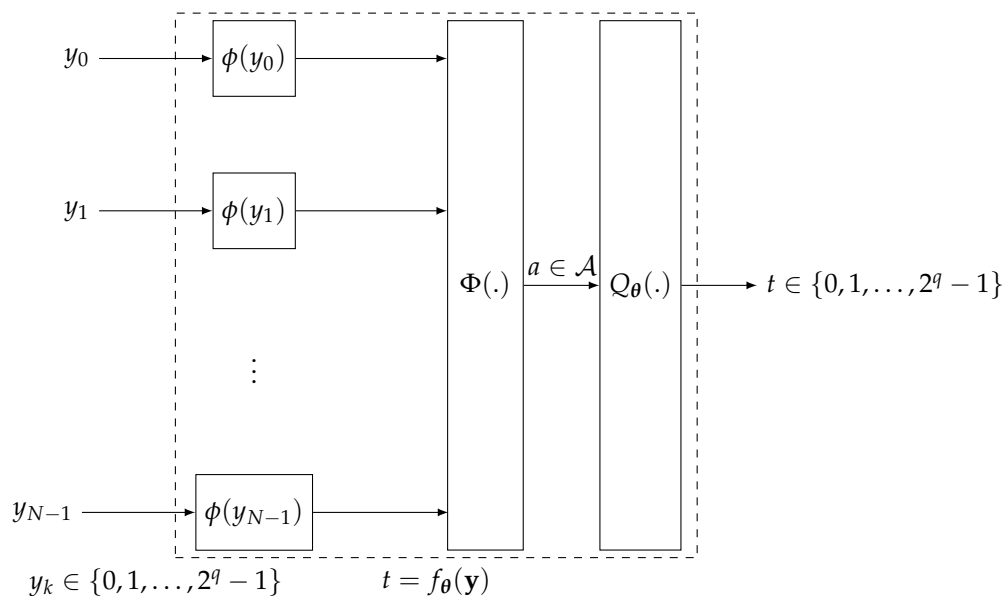 y₀ ϕ(y₀)
y₁ ϕ(y₁)
Φ(.) a ∈ 𝒜 Q_𝛉(.) t ∈ {0, 1, . . . , 2^q − 1}
⋮
y_{N−1} ϕ(y_{N−1})
y_k ∈ {0, 1, . . . , 2^q − 1} t = f_𝛉(𝐲)